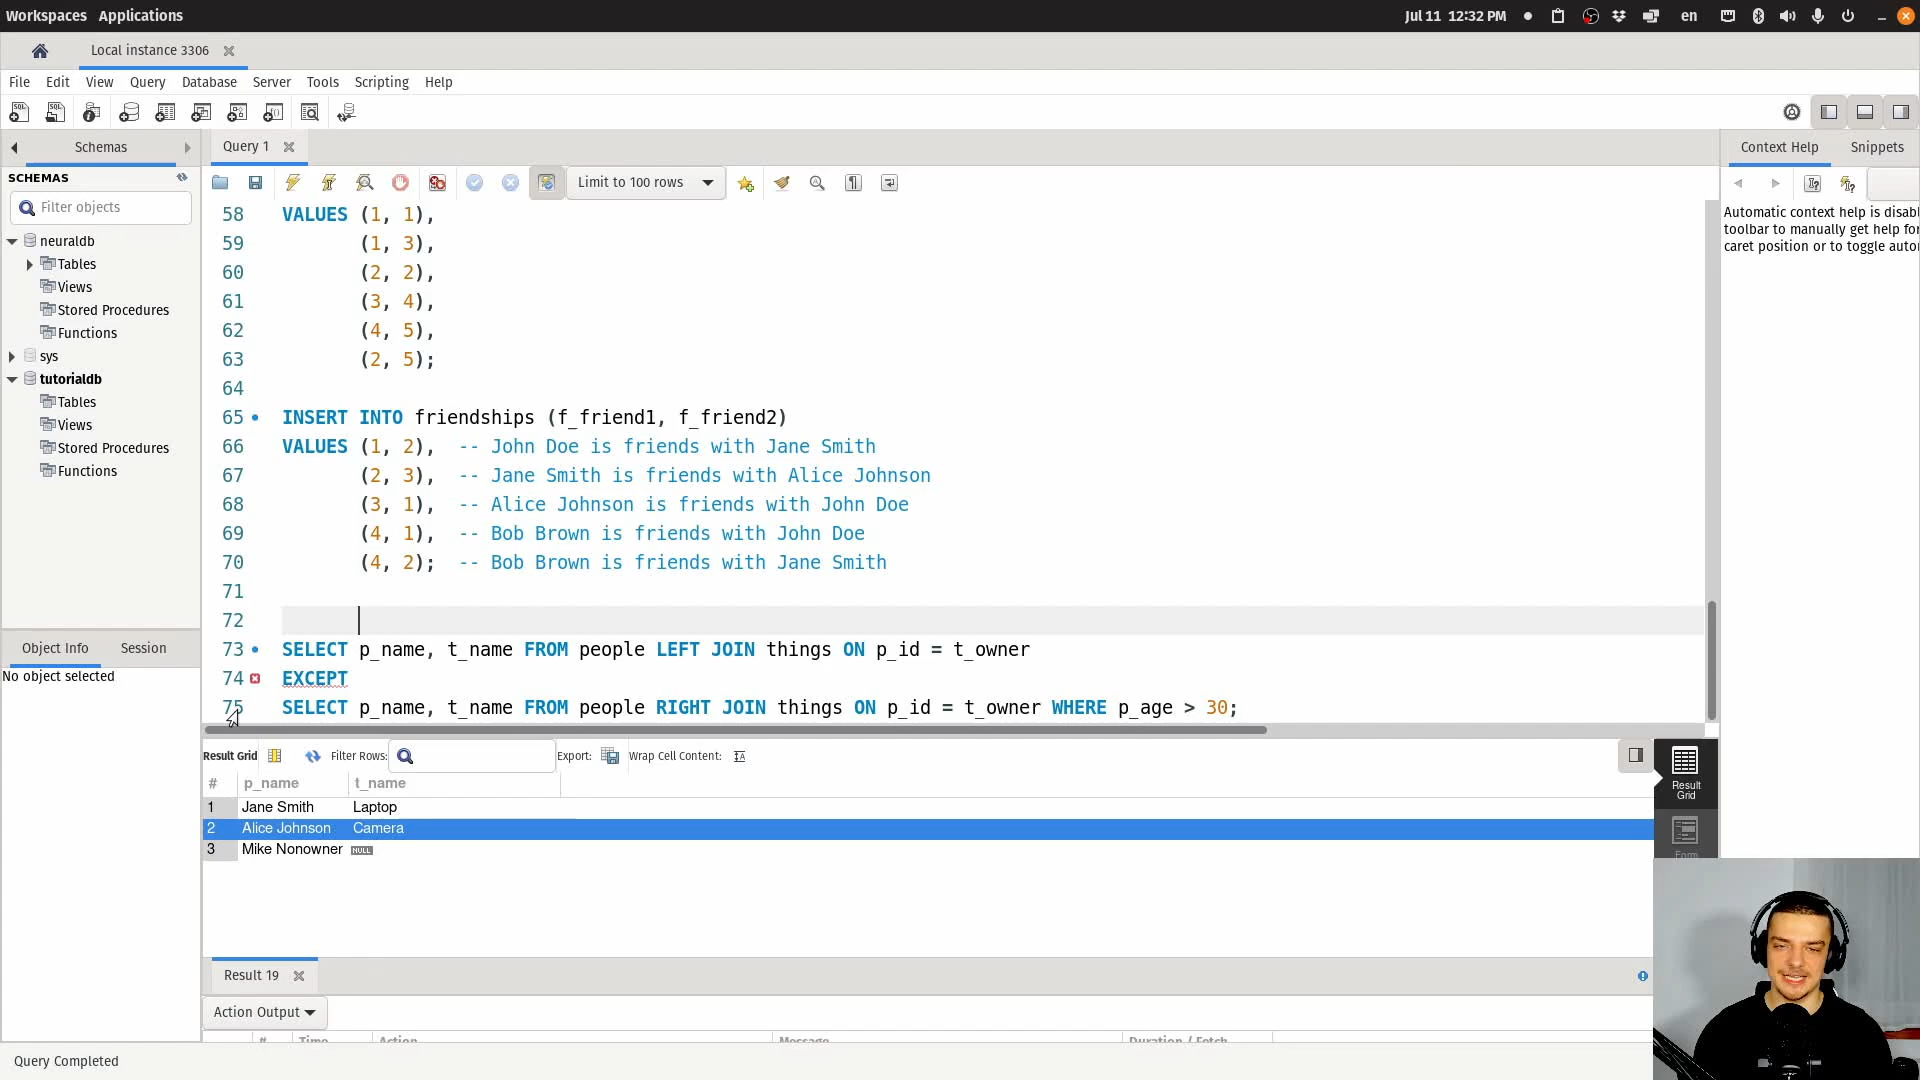 Workspaces Applications
Jul 11 12:32 PM
en
Local instance 3306
File Edit View Query Database Server Tools Scripting Help
Schemas
Query 1
Context Help Snippets
SCHEMAS
Filter objects
neuraldb
Tables
Views
Stored Procedures
Functions
sys
tutorialdb
Tables
Views
Stored Procedures
Functions
Object Info Session
No object selected
Limit to 100 rows
58 VALUES (1, 1),
59 (1, 3),
60 (2, 2),
61 (3, 4),
62 (4, 5),
63 (2, 5);
64
65 INSERT INTO friendships (f_friend1, f_friend2)
66 VALUES (1, 2), -- John Doe is friends with Jane Smith
67 (2, 3), -- Jane Smith is friends with Alice Johnson
68 (3, 1), -- Alice Johnson is friends with John Doe
69 (4, 1), -- Bob Brown is friends with John Doe
70 (4, 2); -- Bob Brown is friends with Jane Smith
71
72
73 SELECT p_name, t_name FROM people LEFT JOIN things ON p_id = t_owner
74 EXCEPT
75 SELECT p_name, t_name FROM people RIGHT JOIN things ON p_id = t_owner WHERE p_age > 30;
Automatic context help is disabl
toolbar to manually get help for
caret position or to toggle auto
Result Grid Filter Rows: Export: Wrap Cell Content:
# p_name t_name
1 Jane Smith Laptop
2 Alice Johnson Camera
3 Mike Nonowner NULL
Result
Grid
Form
Result 19
Action Output
# Time Action Message Duration / Fetch
Query Completed